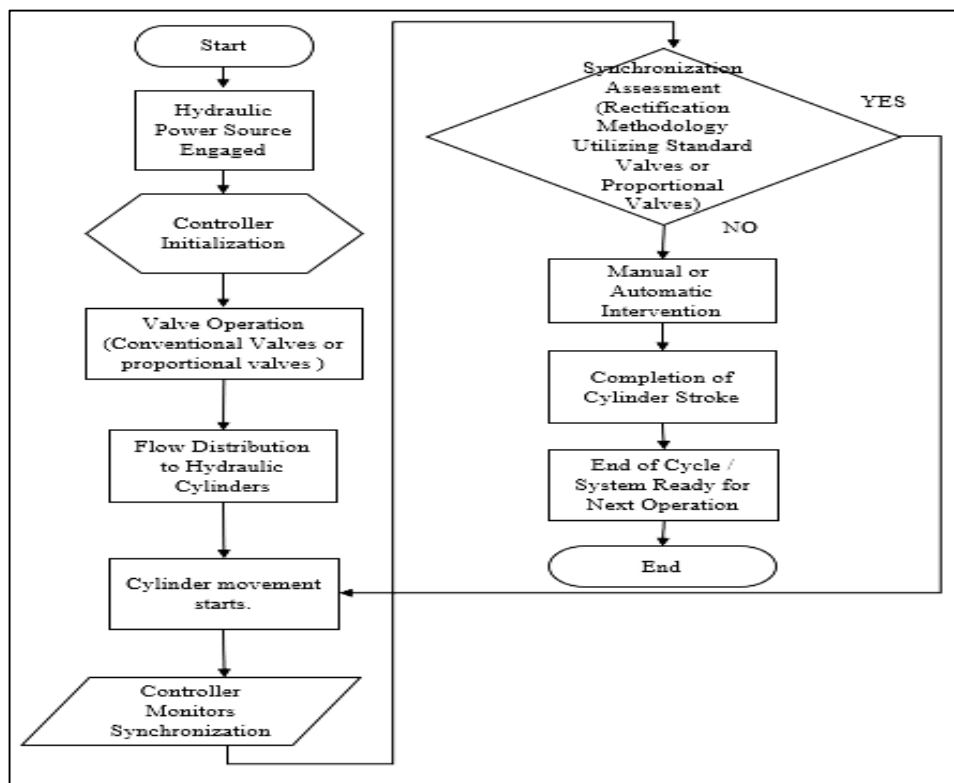 Start
Hydraulic
Power Source
Engaged
Controller
Initialization
Valve Operation
(Conventional Valves or
proportional valves )
Flow Distribution
to Hydraulic
Cylinders
Cylinder movement
starts.
Controller
Monitors
Synchronization
Synchronization
Assessment
(Rectification
Methodology
Utilizing Standard
Valves or
Proportional
Valves)
YES
NO
Manual or
Automatic
Intervention
Completion of
Cylinder Stroke
End of Cycle /
System Ready for
Next Operation
End